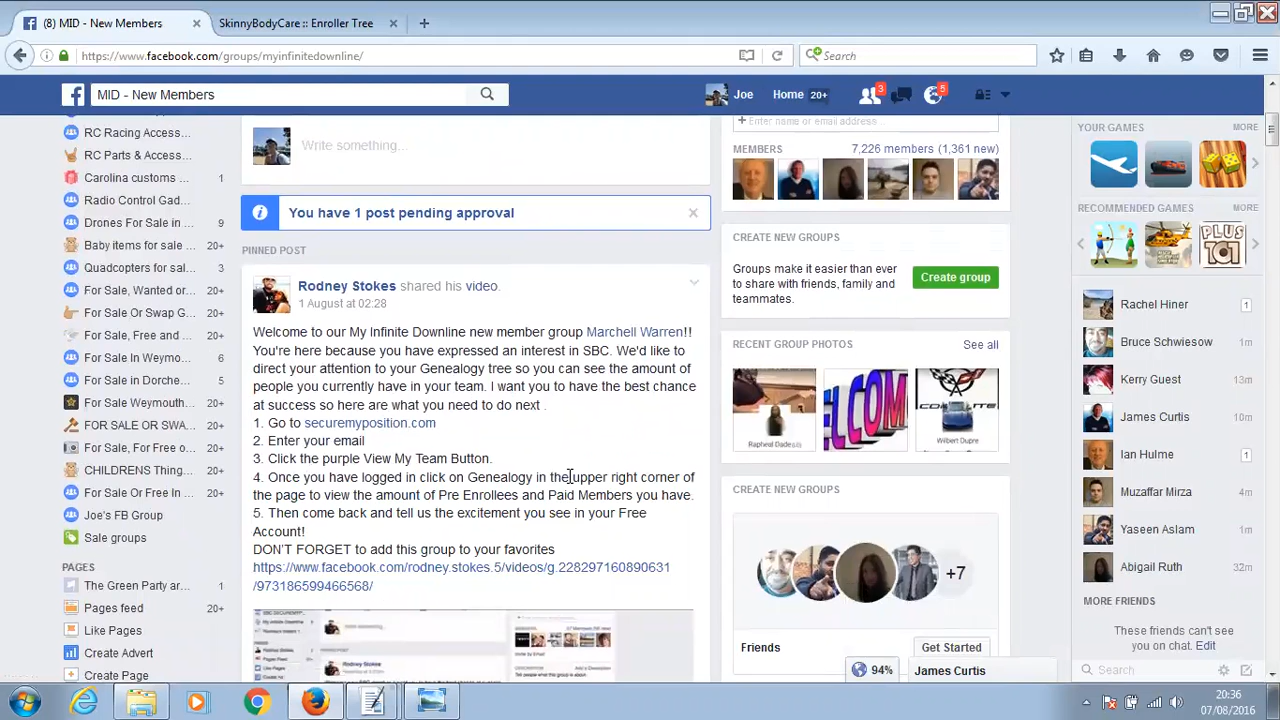 (8) MID - New Members
SkinnyBodyCare :: Enroller Tree
https://www.facebook.com/groups/myinfinitedownline/
Search
MID - New Members
Joe
Home 20+
3
5
RC Racing Access...
RC Parts & Access...
Carolina customs ... 1
Radio Control Gad...
Drones For Sale in ... 9
Baby items for sale ... 20+
Quadcopters for sal... 3
For Sale, Wanted or... 20+
For Sale Or Swap G... 20+
For Sale, Free and ... 20+
For Sale In Weymo... 6
For Sale in Dorche... 20+
For Sale Weymouth... 20+
FOR SALE OR SWA... 20+
For Sale, For Free o... 20+
CHILDRENS Thing... 20+
For Sale Or Free in ... 20+
Joe's FB Group
Sale groups
PAGES
The Green Party ar... 1
Pages feed 20+
Like Pages
Create Advert
Create Page
Write something...
You have 1 post pending approval
PINNED POST
Rodney Stokes shared his video.
1 August at 02:28
Welcome to our My Infinite Downline new member group Marchell Warren!!
You're here because you have expressed an interest in SBC. We'd like to
direct your attention to your Genealogy tree so you can see the amount of
people you currently have in your team. I want you to have the best chance
at success so here are what you need to do next .
1. Go to securemyposition.com
2. Enter your email
3. Click the purple View My Team Button.
4. Once you have logged in click on Genealogy in the upper right corner of
the page to view the amount of Pre Enrollees and Paid Members you have.
5. Then come back and tell us the excitement you see in your Free
Account!
DON'T FORGET to add this group to your favorites
https://www.facebook.com/rodney.stokes.5/videos/g.228297160890631
/973186599466568/
+ Enter name or email address...
MEMBERS
7,226 members (1,361 new)
CREATE NEW GROUPS
Groups make it easier than ever
to share with friends, family and
teammates.
Create group
RECENT GROUP PHOTOS
See all
CREATE NEW GROUPS
+7
Friends
Get Started
94%
James Curtis
YOUR GAMES
MORE
RECOMMENDED GAMES
MORE
PLUS
101
Rachel Hiner 1
Bruce Schwiesow 1m
Kerry Guest 13m
James Curtis 10m
Ian Hulme 1
Muzaffar Mirza 1m
Yaseen Aslam 1m
Abigail Ruth 32m
MORE FRIENDS
These friends can't see
you on chat. Edit
Search
20:36
07/08/2016